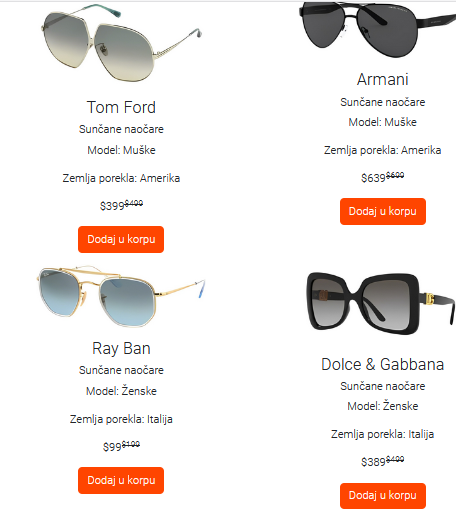 Tom Ford
Sunčane naočare
Model: Muške
Zemlja porekla: Amerika
$399$499
Dodaj u korpu
Armani
Sunčane naočare
Model: Muške
Zemlja porekla: Amerika
$639$699
Dodaj u korpu
Ray Ban
Sunčane naočare
Model: Ženske
Zemlja porekla: Italija
$99$199
Dodaj u korpu
Dolce & Gabbana
Sunčane naočare
Model: Ženske
Zemlja porekla: Italija
$389$499
Dodaj u korpu